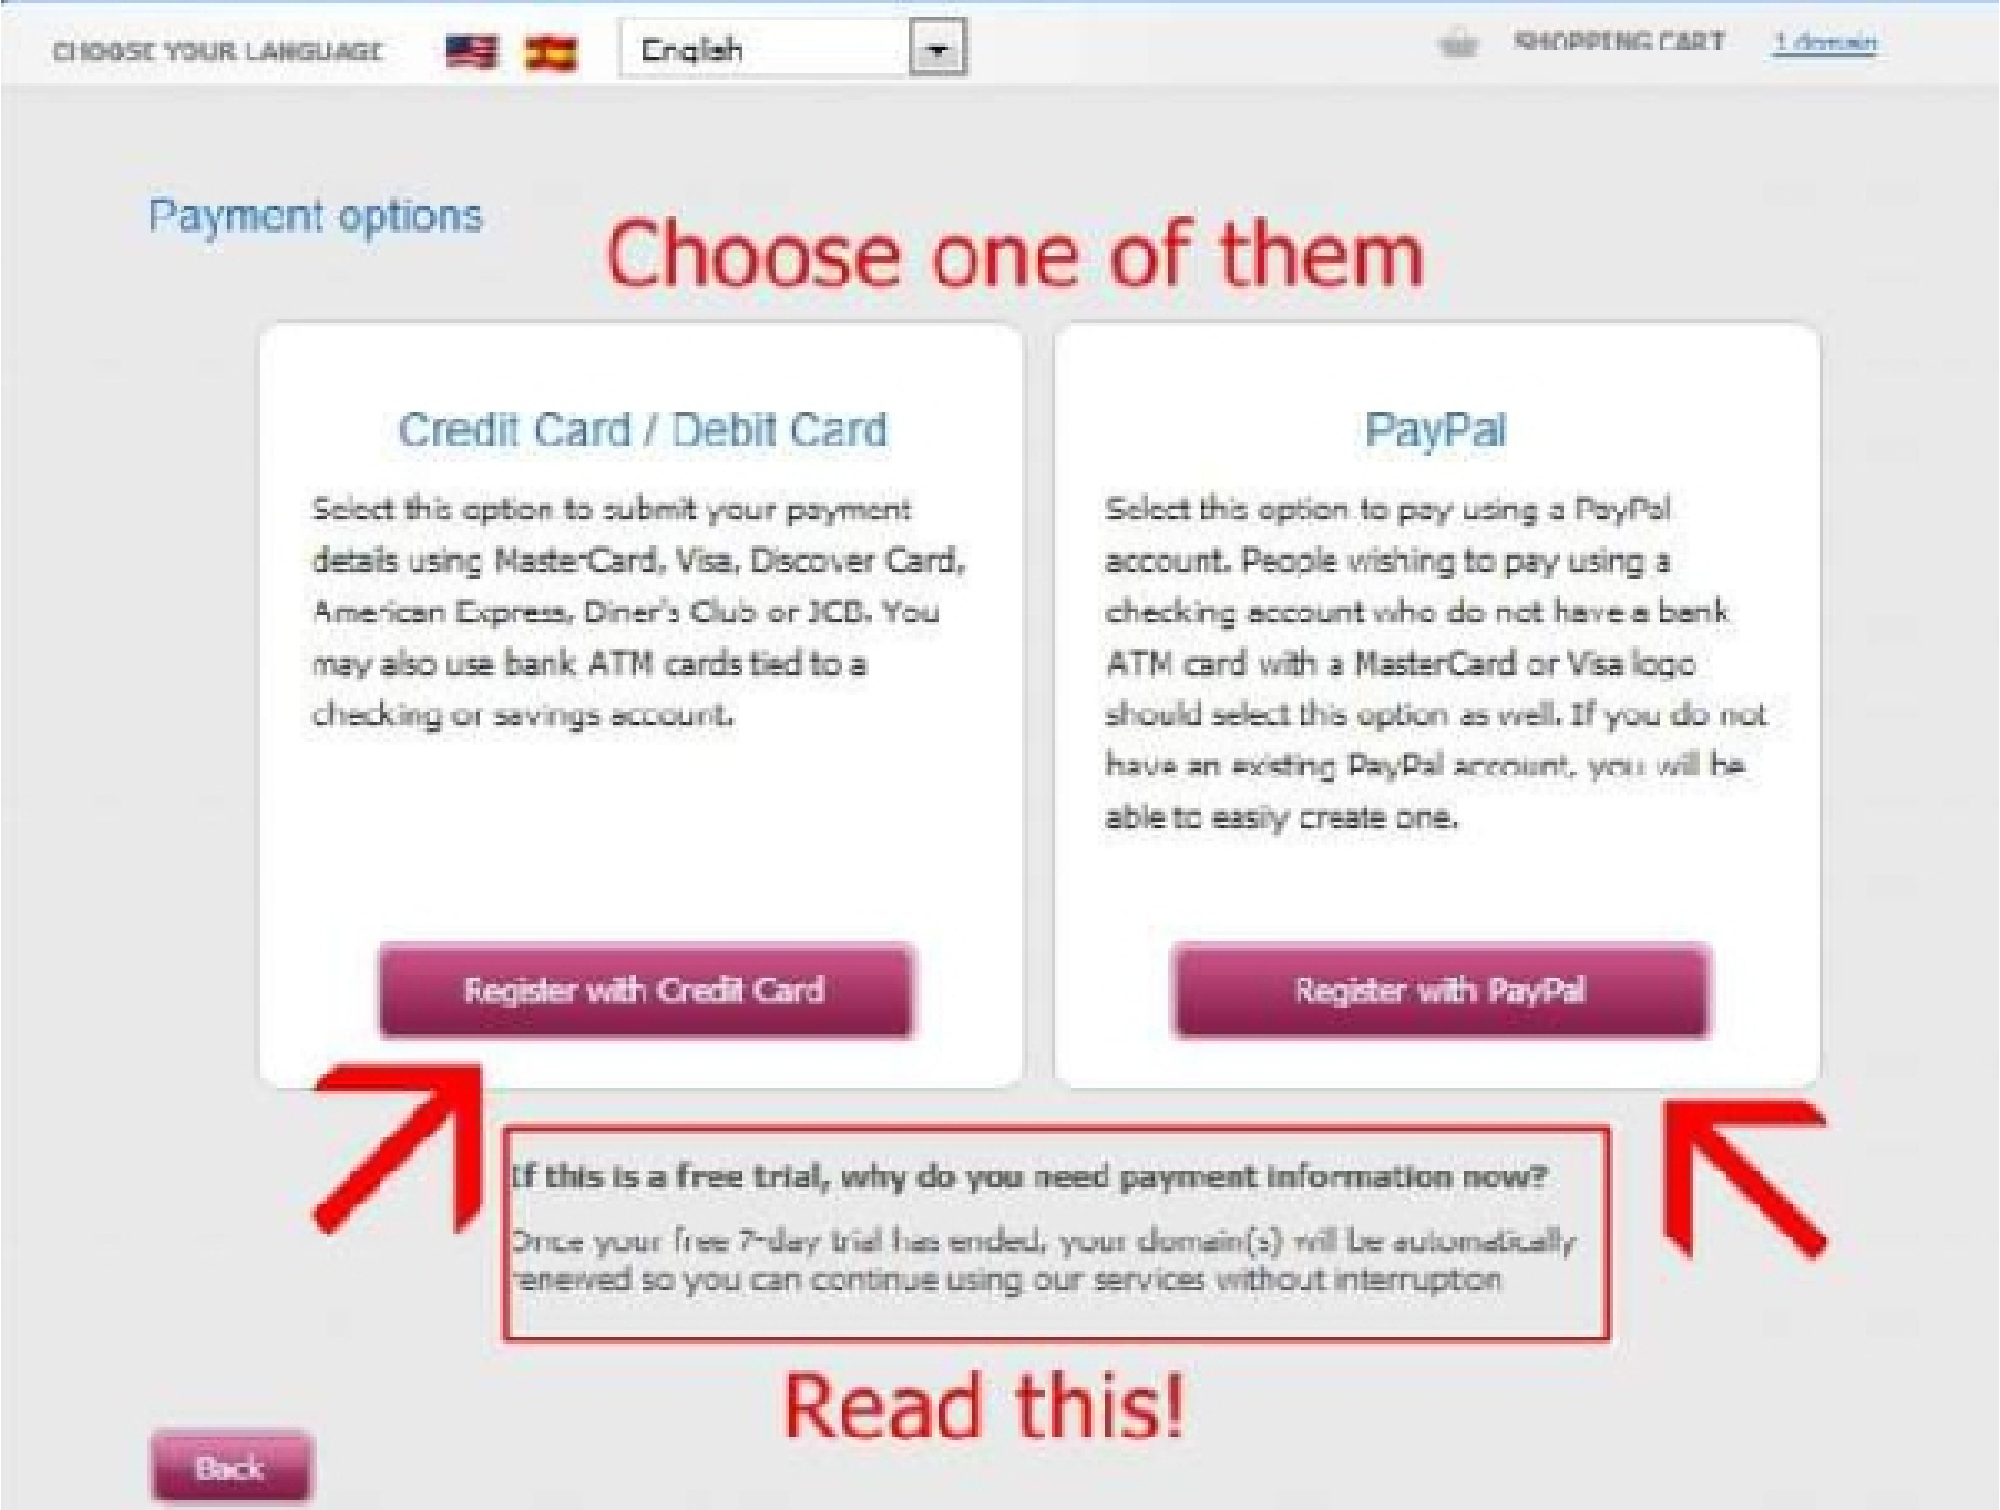 CHOOSE YOUR LANGUAGE
English
SHOPPING CART
1 domain
Payment options
Choose one of them
Credit Card / Debit Card
Select this option to submit your payment
details using MasterCard, Visa, Discover Card,
American Express, Diner's Club or JCB. You
may also use bank ATM cards tied to a
checking or savings account.
Register with Credit Card
PayPal
Select this option to pay using a PayPal
account. People wishing to pay using a
checking account who do not have a bank
ATM card with a MasterCard or Visa logo
should select this option as well. If you do not
have an existing PayPal account, you will be
able to easily create one.
Register with PayPal
If this is a free trial, why do you need payment information now?
Once your free 7-day trial has ended, your domain(s) will be automatically
renewed so you can continue using our services without interruption
Read this!
Back